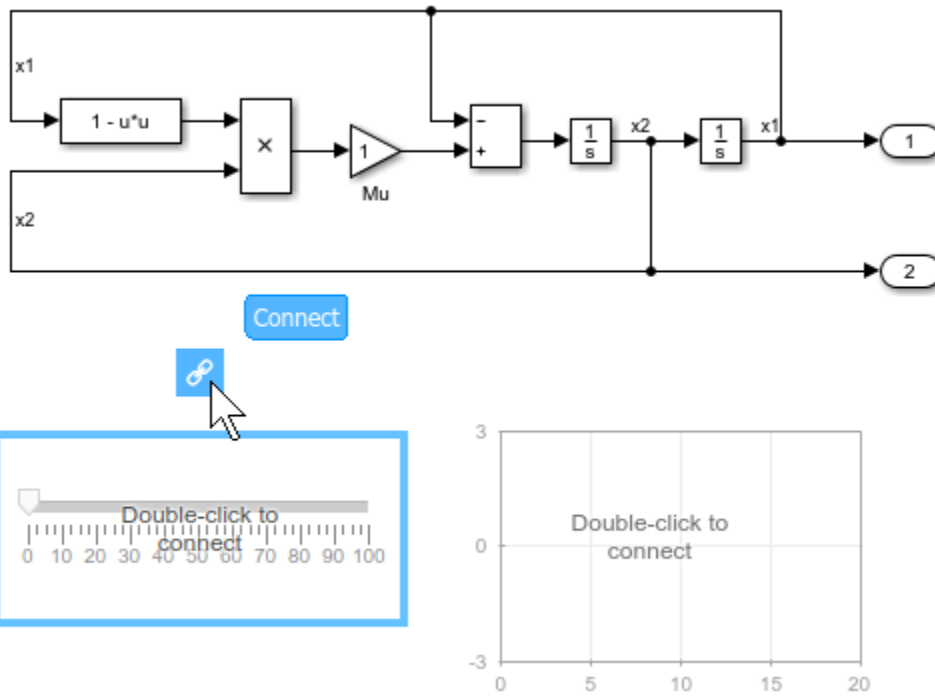 x1
1 - u*u
×
1
Mu
−
+
1
s
x2
1
s
x1
1
x2
2
Connect
Double-click to
connect
0 10 20 30 40 50 60 70 80 90 100
3
0
-3
Double-click to
connect
0 5 10 15 20